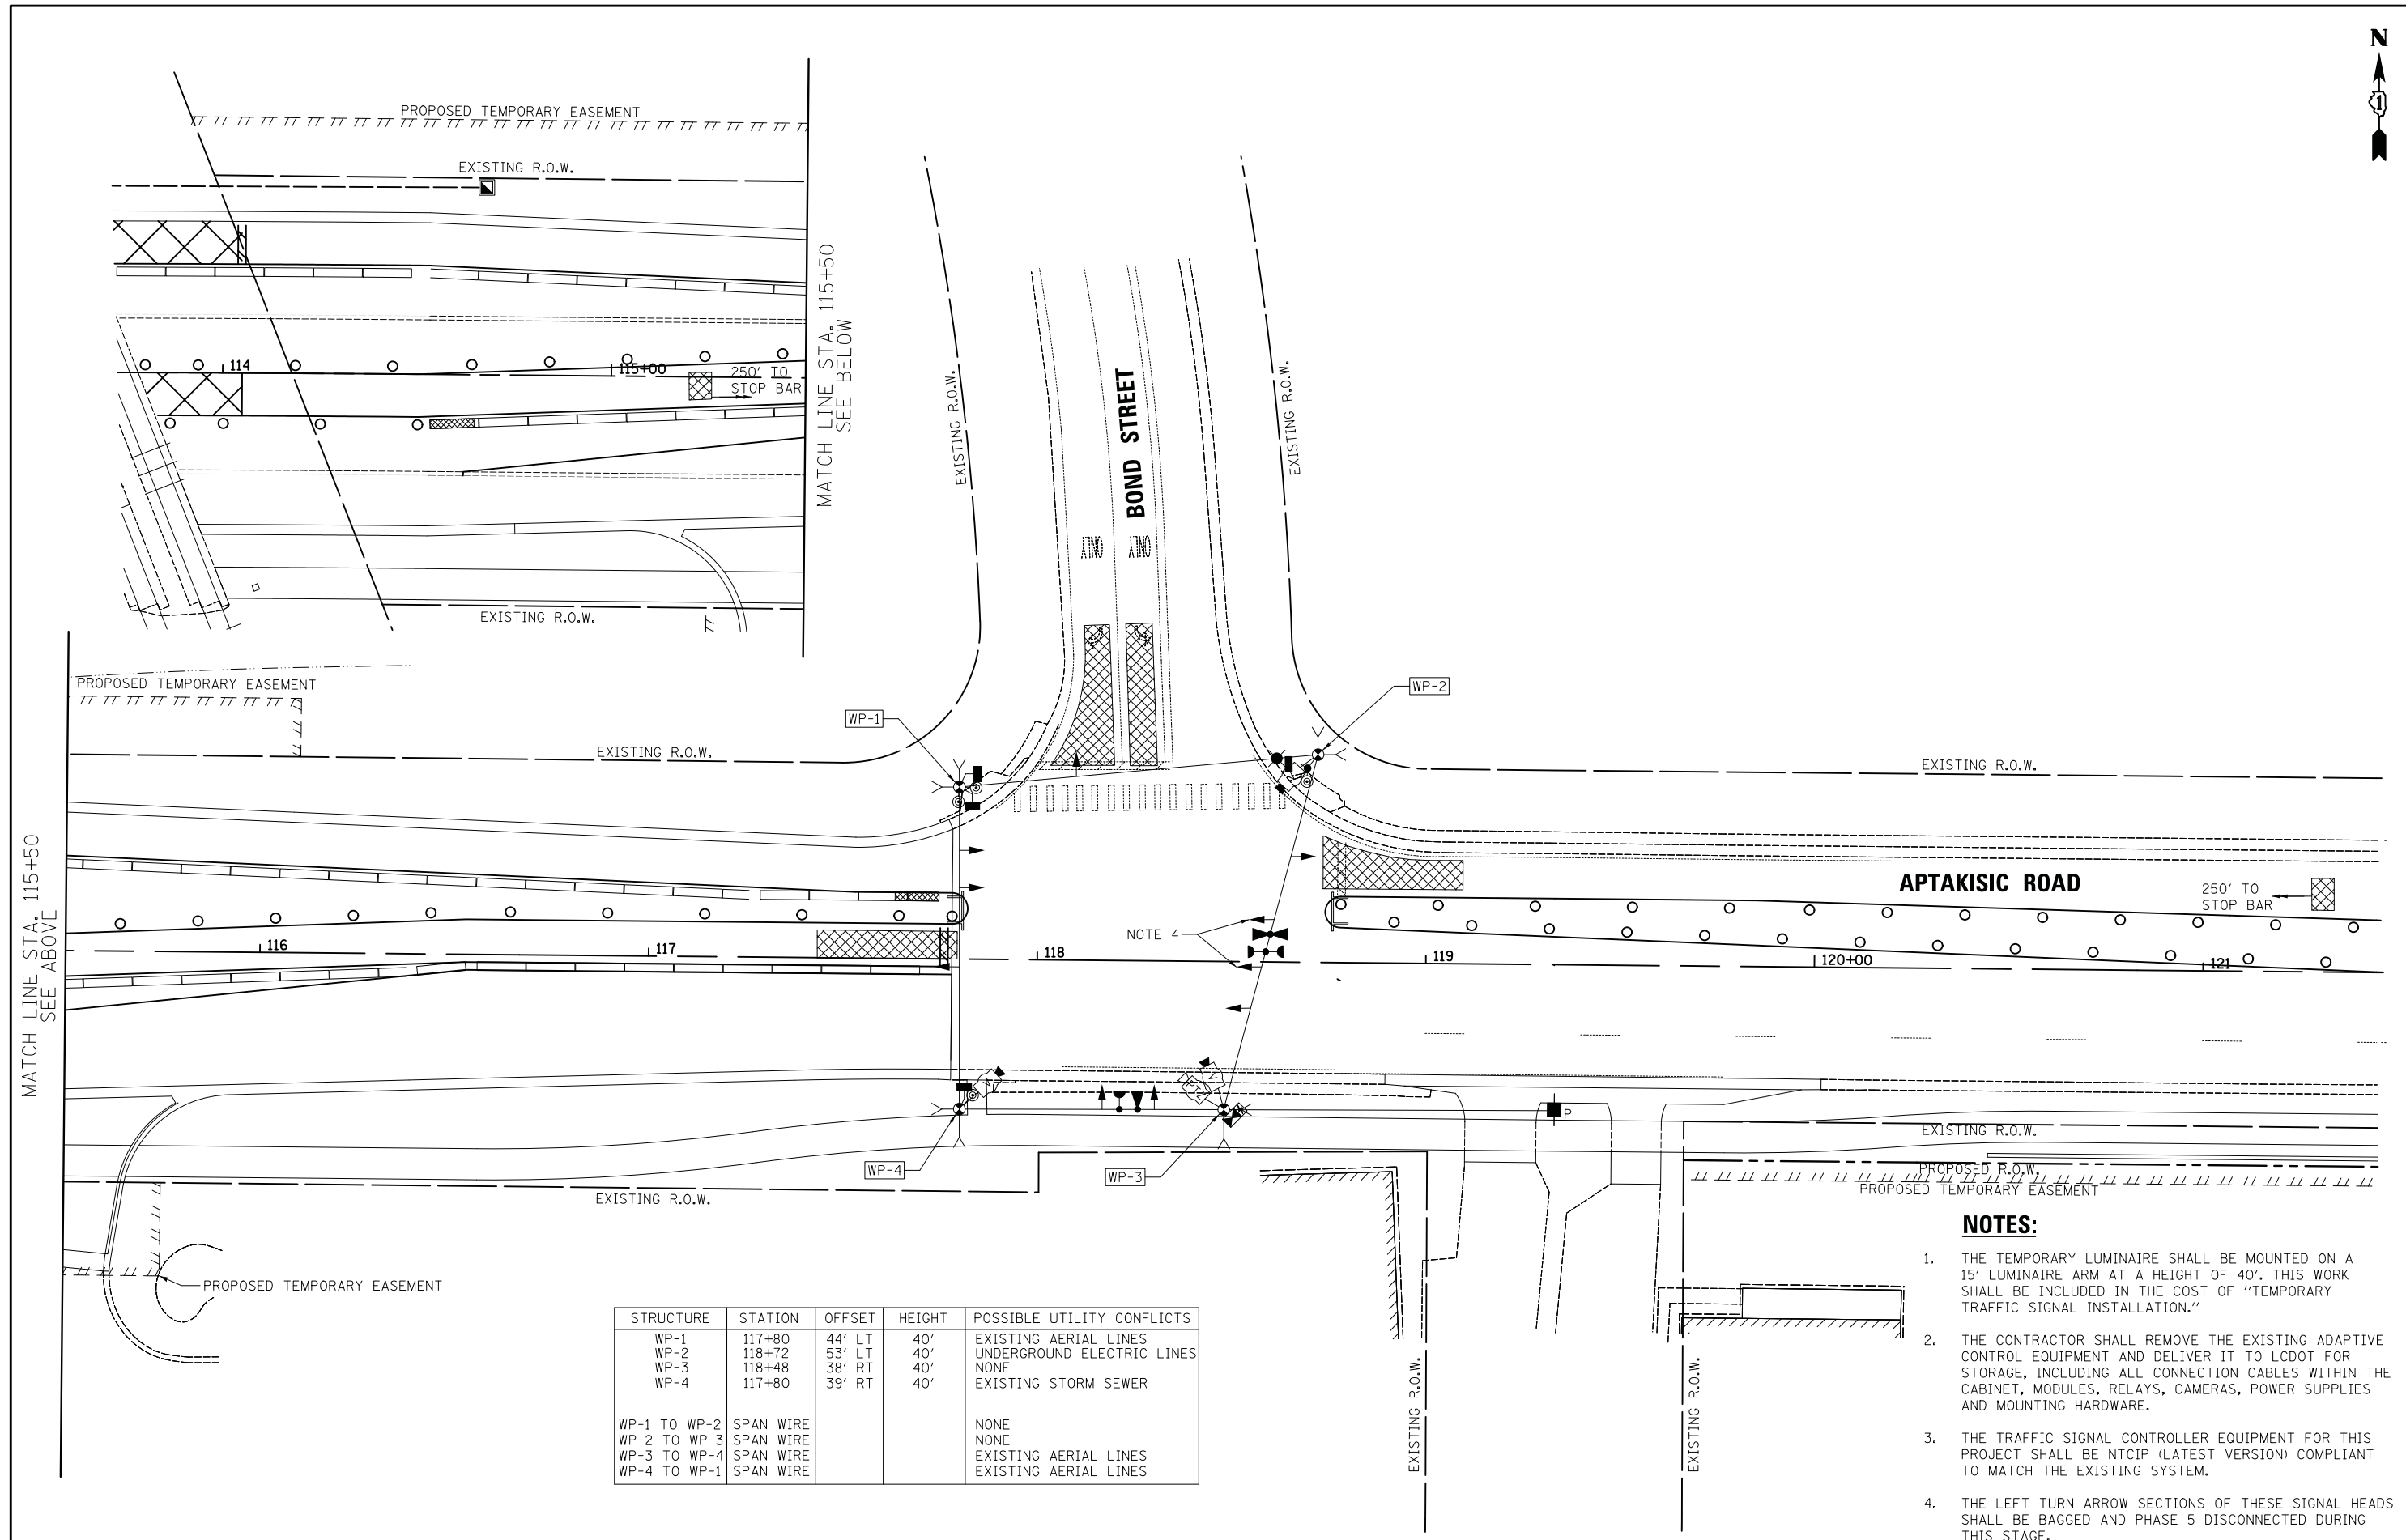 N
1
PROPOSED TEMPORARY EASEMENT
EXISTING R.O.W.
MATCH LINE STA. 115+50
SEE BELOW
114
115+00
250' TO
STOP BAR
EXISTING R.O.W.
EXISTING R.O.W.
BOND STREET
EXISTING R.O.W.
ONLY
ONLY
MATCH LINE STA. 115+50
SEE ABOVE
PROPOSED TEMPORARY EASEMENT
WP-1
WP-2
EXISTING R.O.W.
EXISTING R.O.W.
APTAKISIC ROAD
250' TO
STOP BAR
NOTE 4
116
117
118
119
120+00
121
P
WP-4
WP-3
EXISTING R.O.W.
EXISTING R.O.W.
PROPOSED R.O.W.
PROPOSED TEMPORARY EASEMENT
PROPOSED TEMPORARY EASEMENT
EXISTING R.O.W.
EXISTING R.O.W.
STRUCTURE STATION OFFSET HEIGHT POSSIBLE UTILITY CONFLICTS
WP-1 117+80 44' LT 40' EXISTING AERIAL LINES
WP-2 118+72 53' LT 40' UNDERGROUND ELECTRIC LINES
WP-3 118+48 38' RT 40' NONE
WP-4 117+80 39' RT 40' EXISTING STORM SEWER
WP-1 TO WP-2 SPAN WIRE NONE
WP-2 TO WP-3 SPAN WIRE NONE
WP-3 TO WP-4 SPAN WIRE EXISTING AERIAL LINES
WP-4 TO WP-1 SPAN WIRE EXISTING AERIAL LINES
NOTES:
1. THE TEMPORARY LUMINAIRE SHALL BE MOUNTED ON A
15' LUMINAIRE ARM AT A HEIGHT OF 40'. THIS WORK
SHALL BE INCLUDED IN THE COST OF "TEMPORARY
TRAFFIC SIGNAL INSTALLATION."
2. THE CONTRACTOR SHALL REMOVE THE EXISTING ADAPTIVE
CONTROL EQUIPMENT AND DELIVER IT TO LCDOT FOR
STORAGE, INCLUDING ALL CONNECTION CABLES WITHIN THE
CABINET, MODULES, RELAYS, CAMERAS, POWER SUPPLIES
AND MOUNTING HARDWARE.
3. THE TRAFFIC SIGNAL CONTROLLER EQUIPMENT FOR THIS
PROJECT SHALL BE NTCIP (LATEST VERSION) COMPLIANT
TO MATCH THE EXISTING SYSTEM.
4. THE LEFT TURN ARROW SECTIONS OF THESE SIGNAL HEADS
SHALL BE BAGGED AND PHASE 5 DISCONNECTED DURING
THIS STAGE.